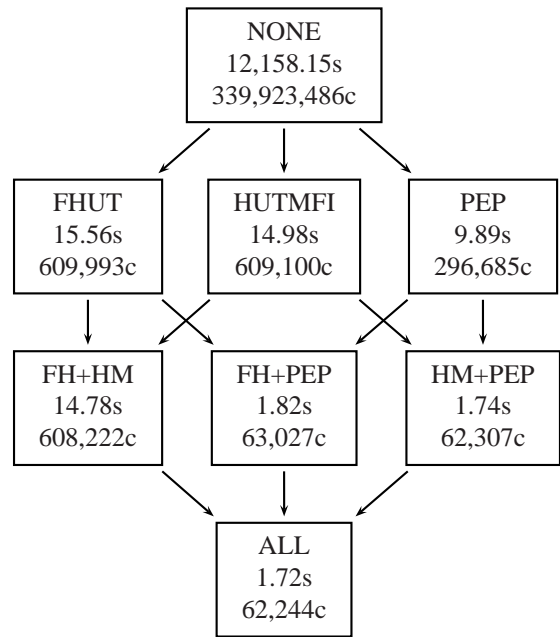 NONE
12,158.15s
339,923,486c
FHUT
15.56s
609,993c
HUTMFI
14.98s
609,100c
PEP
9.89s
296,685c
FH+HM
14.78s
608,222c
FH+PEP
1.82s
63,027c
HM+PEP
1.74s
62,307c
ALL
1.72s
62,244c